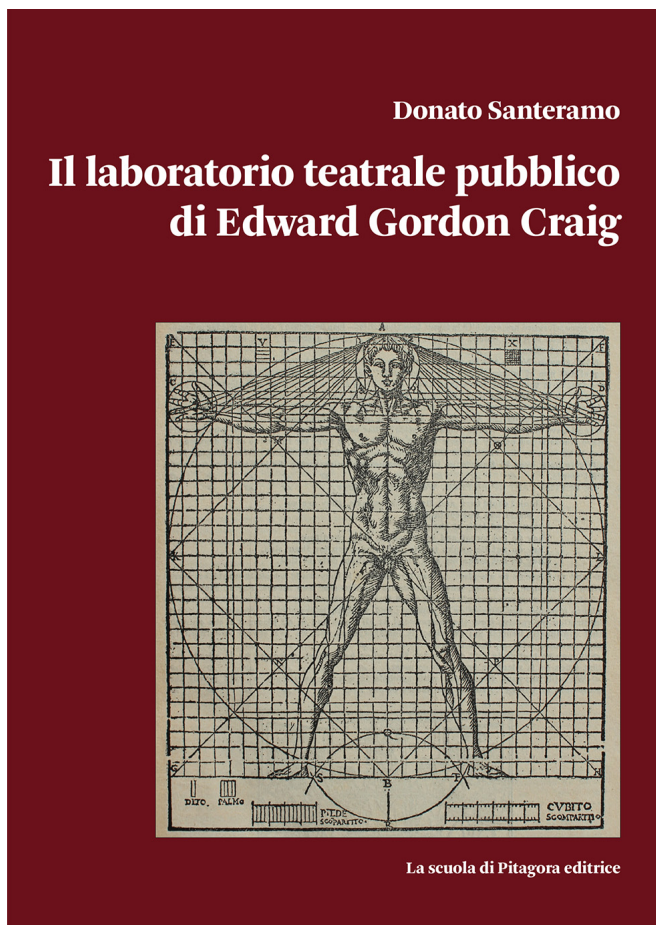 Donato Santeramo
Il laboratorio teatrale pubblico
di Edward Gordon Craig
A
E V X F
C D
S B T
G H
DITO. PALMO
PIEDE
SCOPARTITO.
CVBITO
SCOMPARTITO
La scuola di Pitagora editrice